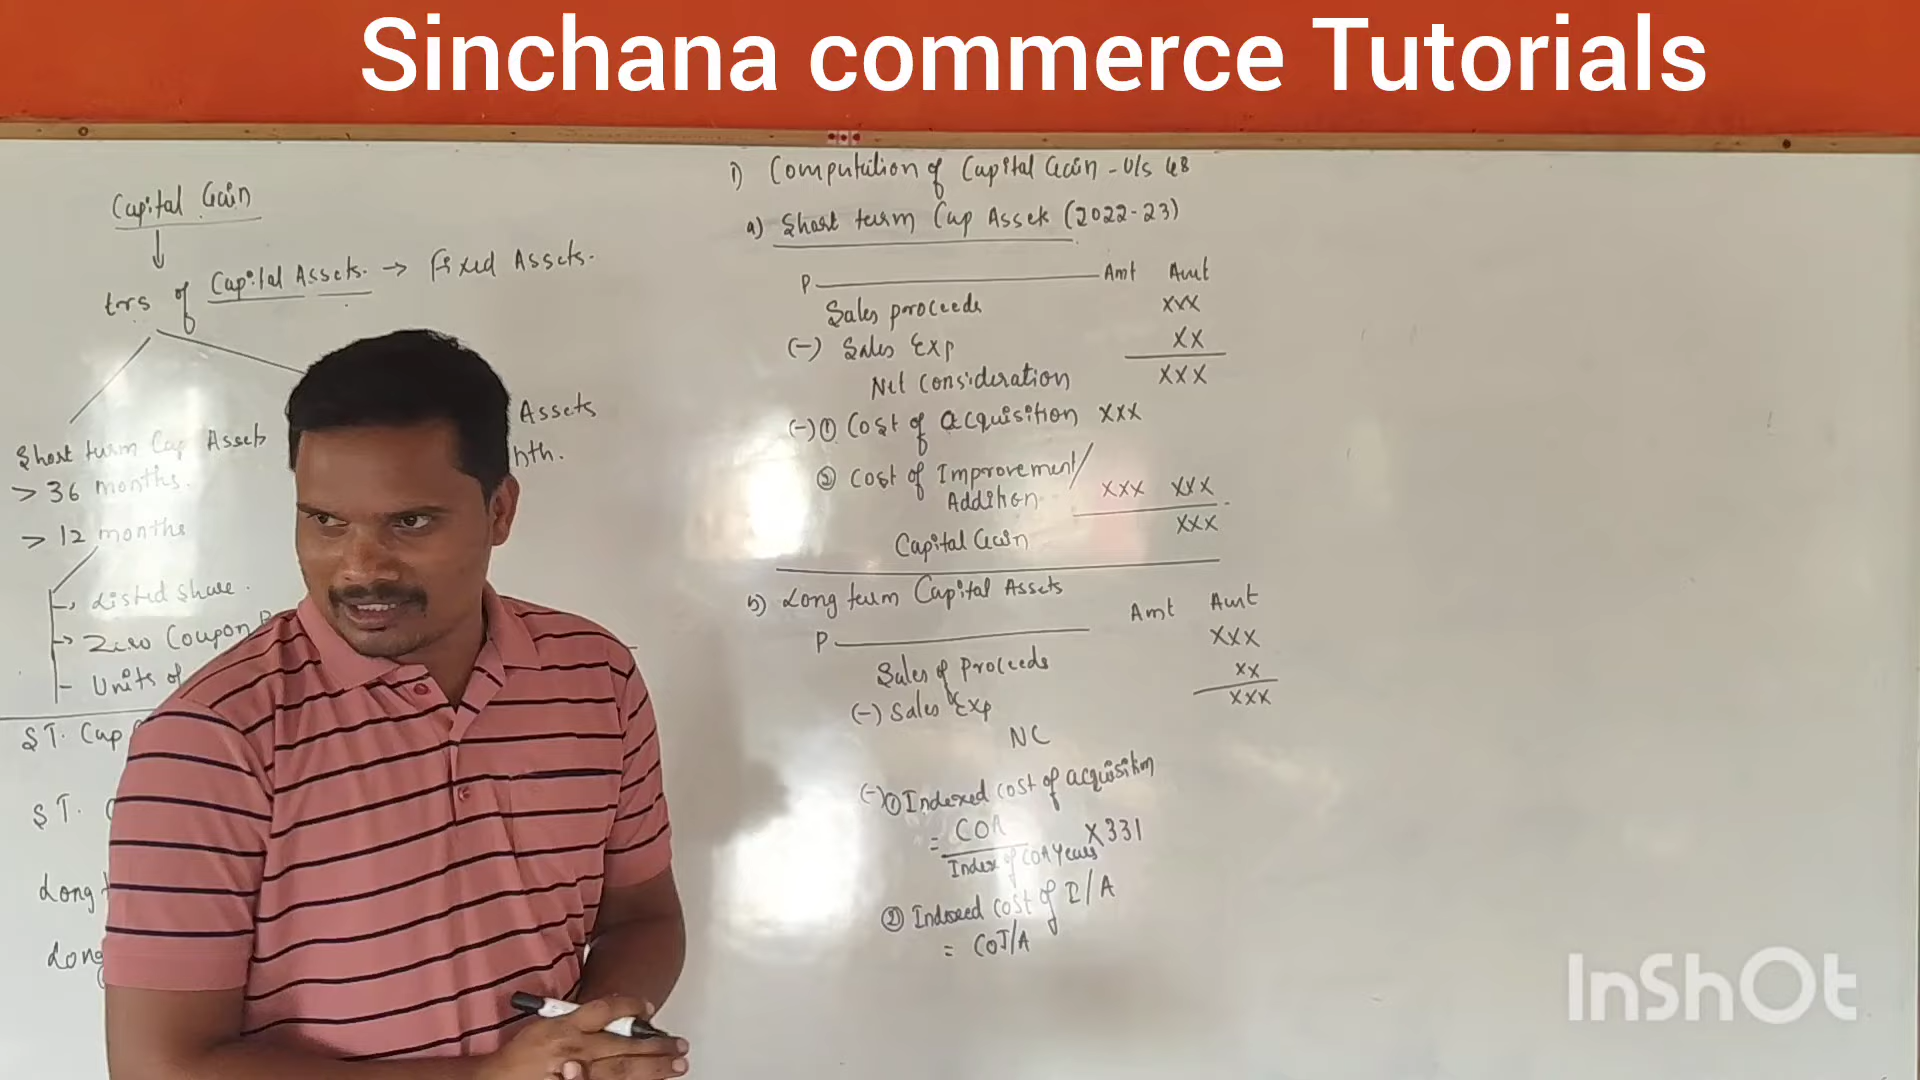 Sinchana commerce Tutorials
Capital Gain
trs of Capital Assets. → Fixed Assets.
Short term Cap Assets
> 36 months.
> 12 months
→ Listed Share.
→ Zero Coupon
- Units of
ST. Cap
ST.
Long
Long
Assets
nth.
1) Computation of Capital Gain - U/S 48
a) Short term Cap Assets (2022-23)
P Amt Amt
Sales proceeds XXX
(-) Sales Exp XX
Net Consideration XXX
(-) ① Cost of acquisition XXX
② Cost of Improvement/
Addition XXX XXX
Capital Gain XXX
b) Long term Capital Assets
P Amt Amt
Sales of proceeds XXX
(-) Sales Exp XX
NC XXX
(-) ① Indexed cost of acquisition
= COA
Index of COA Years X 331
② Indexed cost of I/A
= COI/A
InShOt